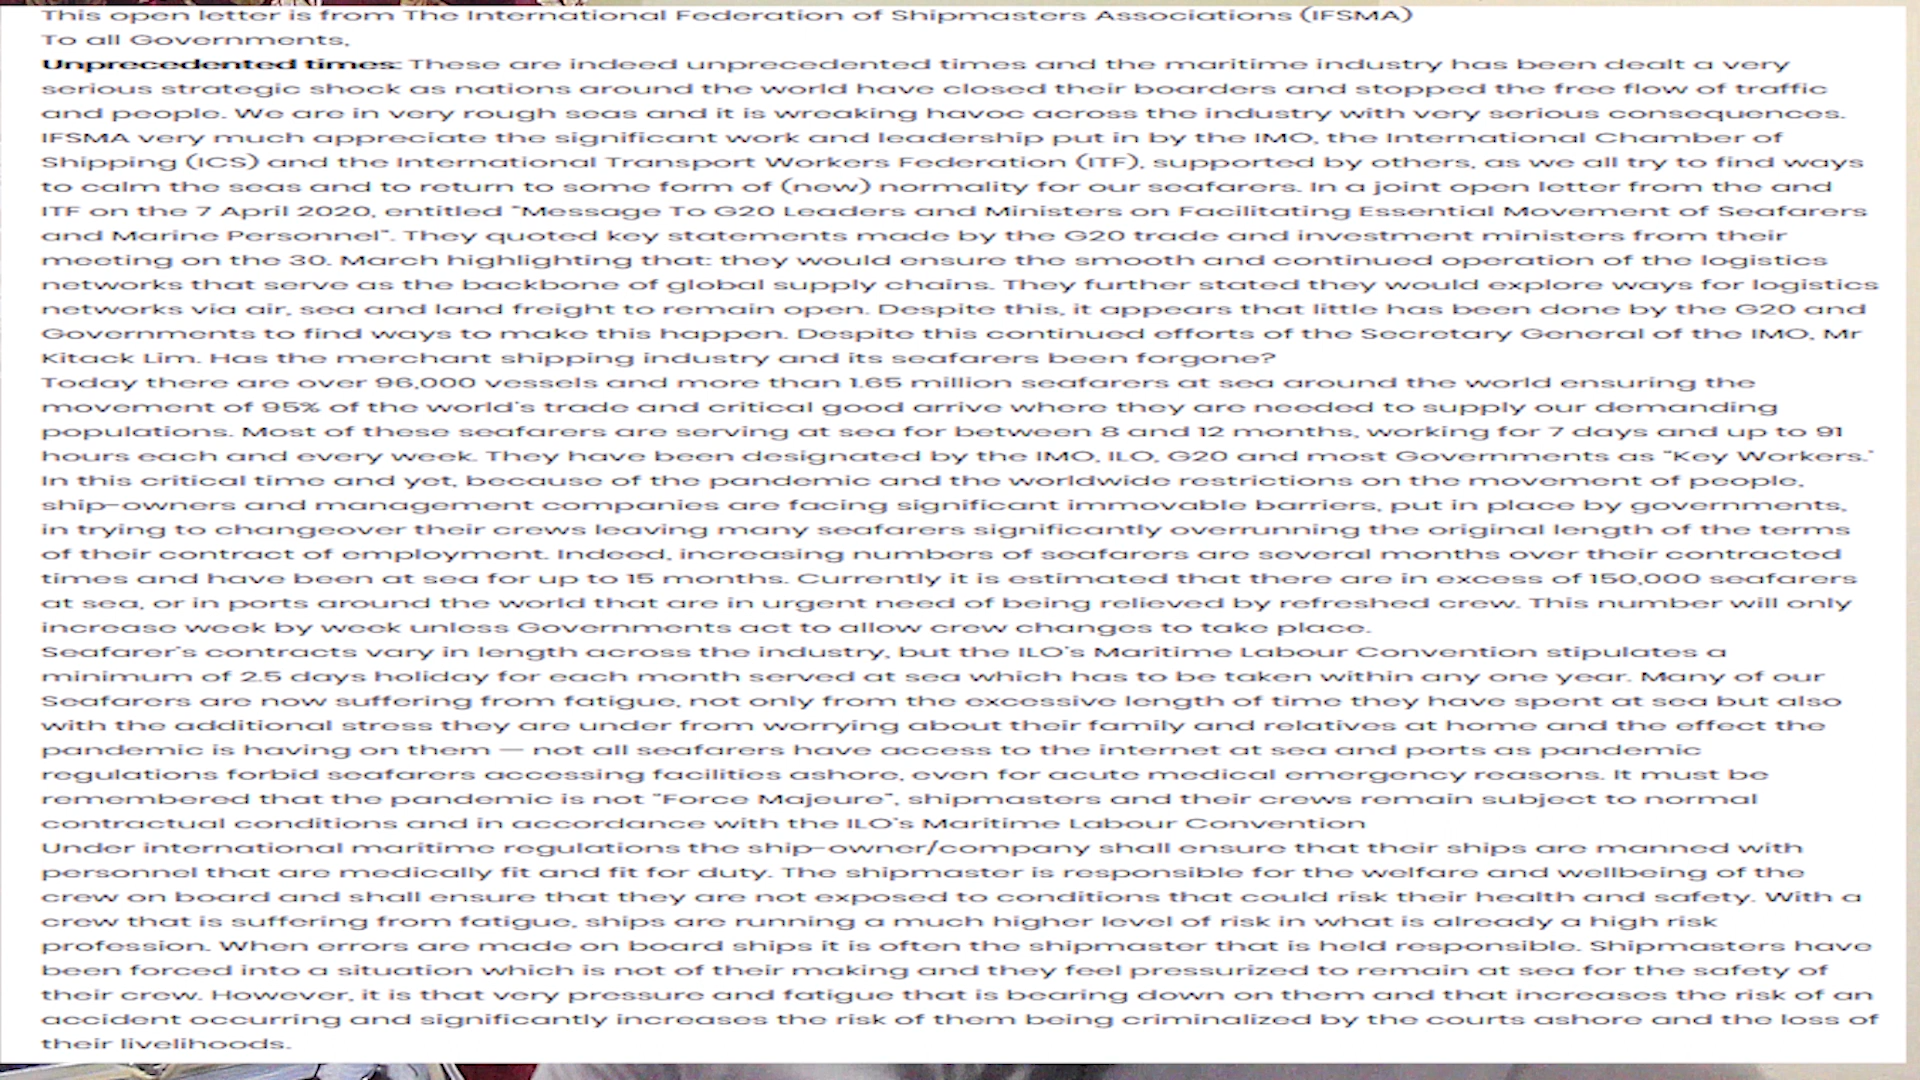 This open letter is from The International Federation of Shipmasters Associations (IFSMA)
To all Governments,
Unprecedented times: These are indeed unprecedented times and the maritime industry has been dealt a very
serious strategic shock as nations around the world have closed their boarders and stopped the free flow of traffic
and people. We are in very rough seas and it is wreaking havoc across the industry with very serious consequences.
IFSMA very much appreciate the significant work and leadership put in by the IMO, the International Chamber of
Shipping (ICS) and the International Transport Workers Federation (ITF), supported by others, as we all try to find ways
to calm the seas and to return to some form of (new) normality for our seafarers. In a joint open letter from the and
ITF on the 7 April 2020, entitled "Message To G20 Leaders and Ministers on Facilitating Essential Movement of Seafarers
and Marine Personnel". They quoted key statements made by the G20 trade and investment ministers from their
meeting on the 30. March highlighting that: they would ensure the smooth and continued operation of the logistics
networks that serve as the backbone of global supply chains. They further stated they would explore ways for logistics
networks via air, sea and land freight to remain open. Despite this, it appears that little has been done by the G20 and
Governments to find ways to make this happen. Despite this continued efforts of the Secretary General of the IMO, Mr
Kitack Lim. Has the merchant shipping industry and its seafarers been forgone?
Today there are over 96,000 vessels and more than 1.65 million seafarers at sea around the world ensuring the
movement of 95% of the world's trade and critical good arrive where they are needed to supply our demanding
populations. Most of these seafarers are serving at sea for between 8 and 12 months, working for 7 days and up to 91
hours each and every week. They have been designated by the IMO, ILO, G20 and most Governments as "Key Workers."
In this critical time and yet, because of the pandemic and the worldwide restrictions on the movement of people,
ship-owners and management companies are facing significant immovable barriers, put in place by governments,
in trying to changeover their crews leaving many seafarers significantly overrunning the original length of the terms
of their contract of employment. Indeed, increasing numbers of seafarers are several months over their contracted
times and have been at sea for up to 15 months. Currently it is estimated that there are in excess of 150,000 seafarers
at sea, or in ports around the world that are in urgent need of being relieved by refreshed crew. This number will only
increase week by week unless Governments act to allow crew changes to take place.
Seafarer's contracts vary in length across the industry, but the ILO's Maritime Labour Convention stipulates a
minimum of 2.5 days holiday for each month served at sea which has to be taken within any one year. Many of our
Seafarers are now suffering from fatigue, not only from the excessive length of time they have spent at sea but also
with the additional stress they are under from worrying about their family and relatives at home and the effect the
pandemic is having on them — not all seafarers have access to the internet at sea and ports as pandemic
regulations forbid seafarers accessing facilities ashore, even for acute medical emergency reasons. It must be
remembered that the pandemic is not "Force Majeure", shipmasters and their crews remain subject to normal
contractual conditions and in accordance with the ILO's Maritime Labour Convention
Under international maritime regulations the ship-owner/company shall ensure that their ships are manned with
personnel that are medically fit and fit for duty. The shipmaster is responsible for the welfare and wellbeing of the
crew on board and shall ensure that they are not exposed to conditions that could risk their health and safety. With a
crew that is suffering from fatigue, ships are running a much higher level of risk in what is already a high risk
profession. When errors are made on board ships it is often the shipmaster that is held responsible. Shipmasters have
been forced into a situation which is not of their making and they feel pressurized to remain at sea for the safety of
their crew. However, it is that very pressure and fatigue that is bearing down on them and that increases the risk of an
accident occurring and significantly increases the risk of them being criminalized by the courts ashore and the loss of
their livelihoods.